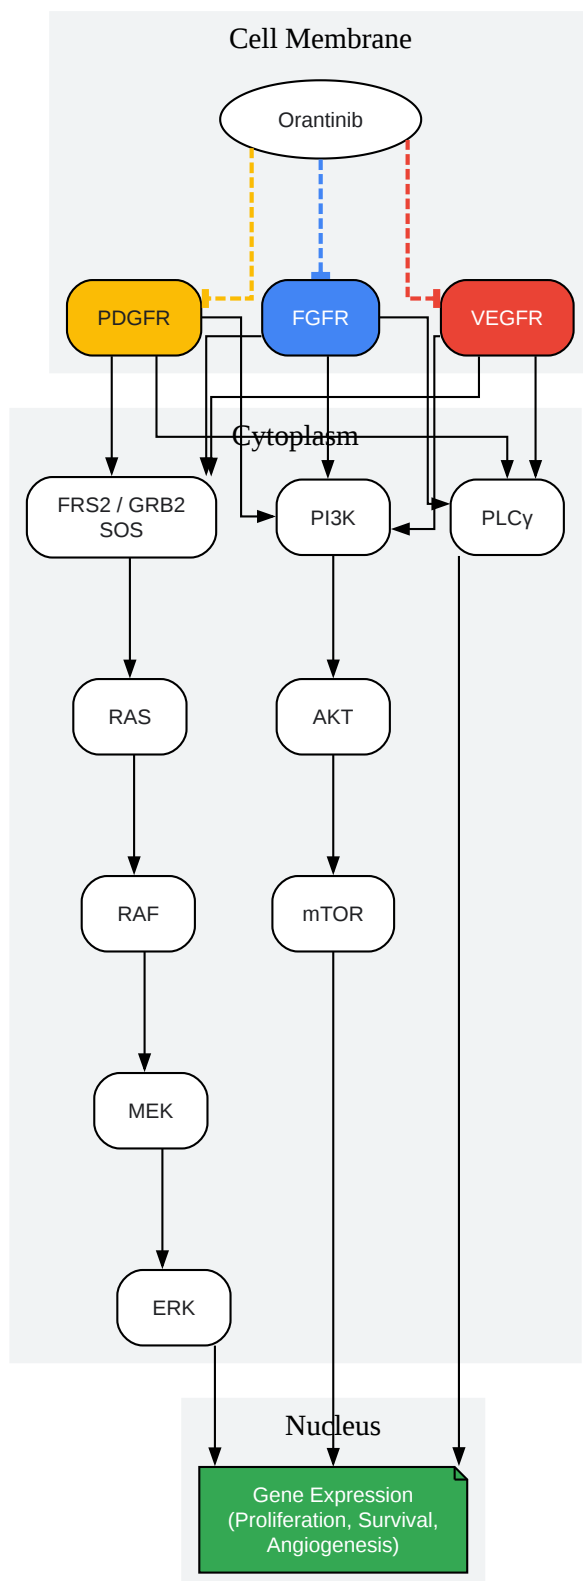 Cell Membrane
Orantinib
PDGFR
FGFR
VEGFR
Cytoplasm
FRS2 / GRB2
SOS
PI3K
PLCγ
RAS
AKT
RAF
mTOR
MEK
ERK
Nucleus
Gene Expression
(Proliferation, Survival,
Angiogenesis)